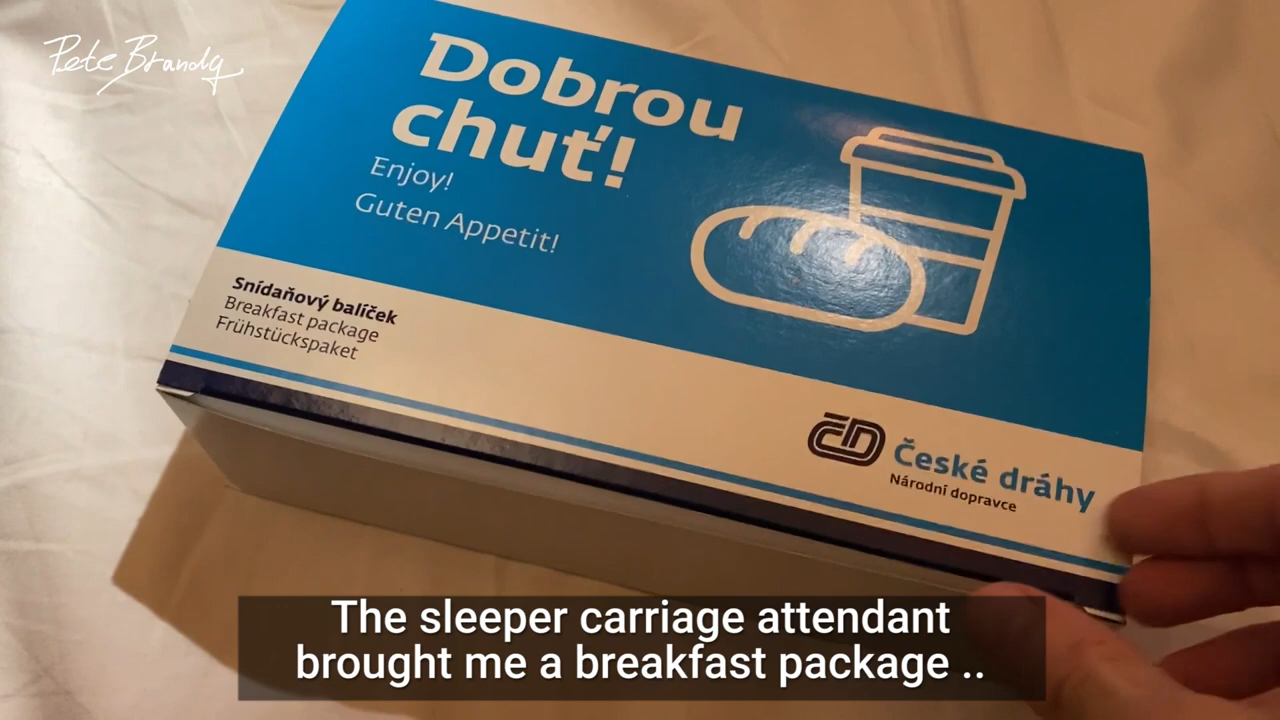 Pete Brandy
Dobrou
chuť!
Enjoy!
Guten Appetit!
Snídaňový balíček
Breakfast package
Frühstückspaket
ČD České dráhy
Národní dopravce
The sleeper carriage attendant
brought me a breakfast package ..